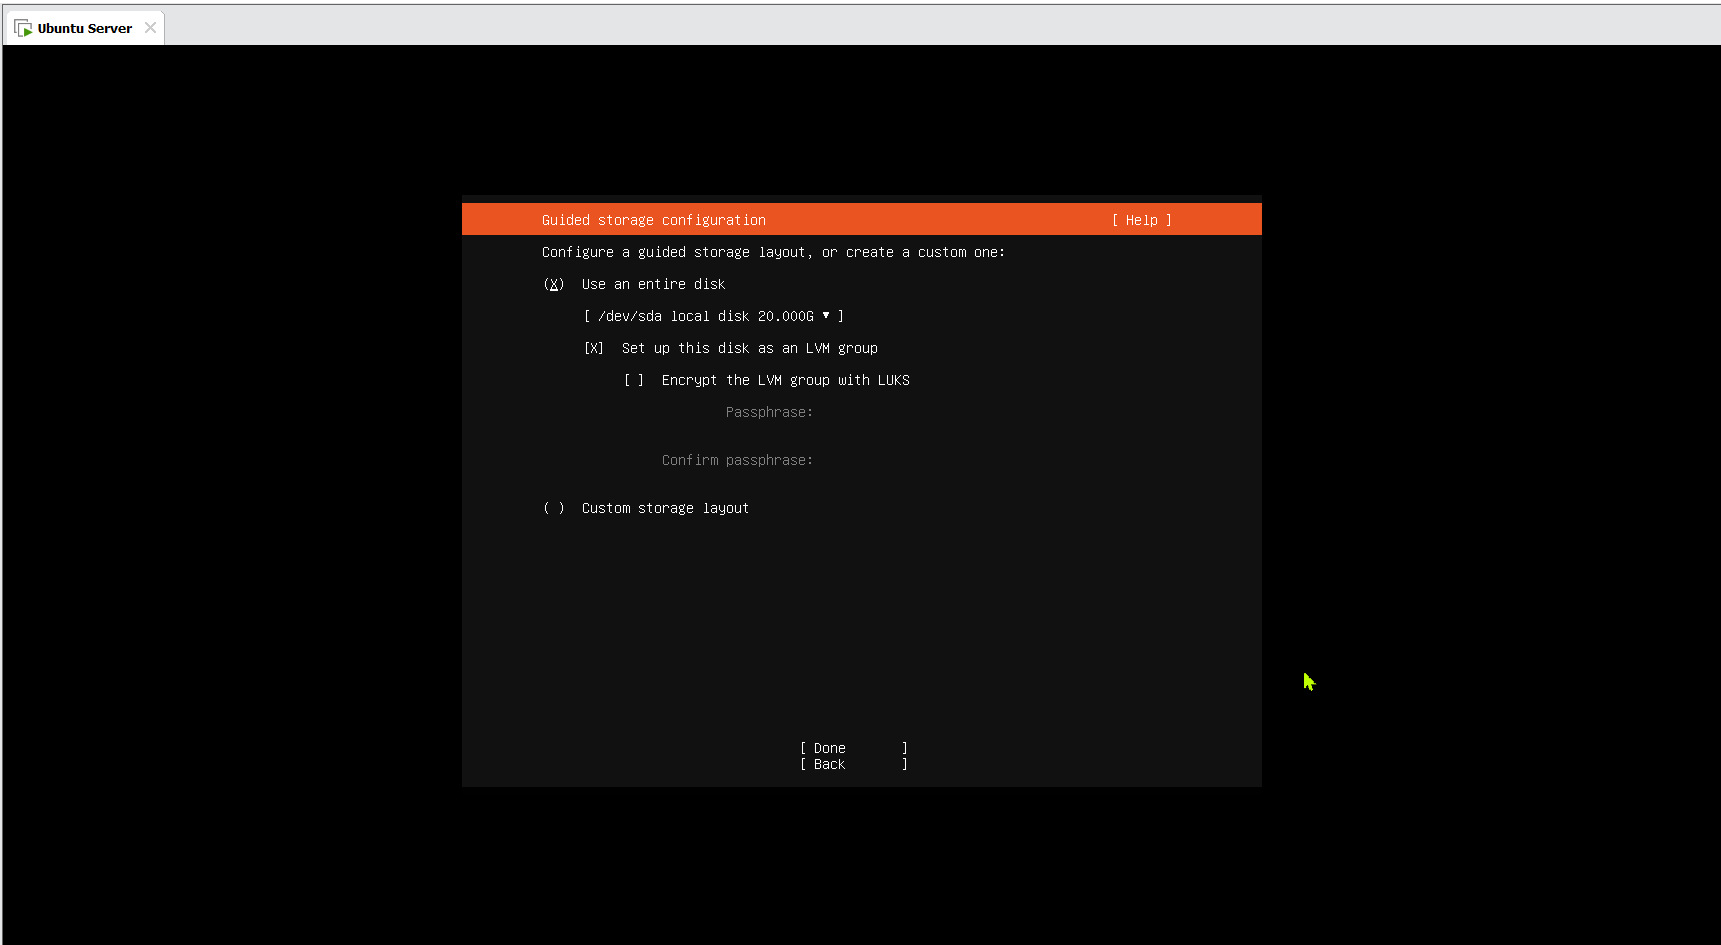 Ubuntu Server
Guided storage configuration [ Help ]
Configure a guided storage layout, or create a custom one:
(X) Use an entire disk
[ /dev/sda local disk 20.000G ▾ ]
[X] Set up this disk as an LVM group
[ ] Encrypt the LVM group with LUKS
Passphrase:
Confirm passphrase:
( ) Custom storage layout
[ Done ]
[ Back ]